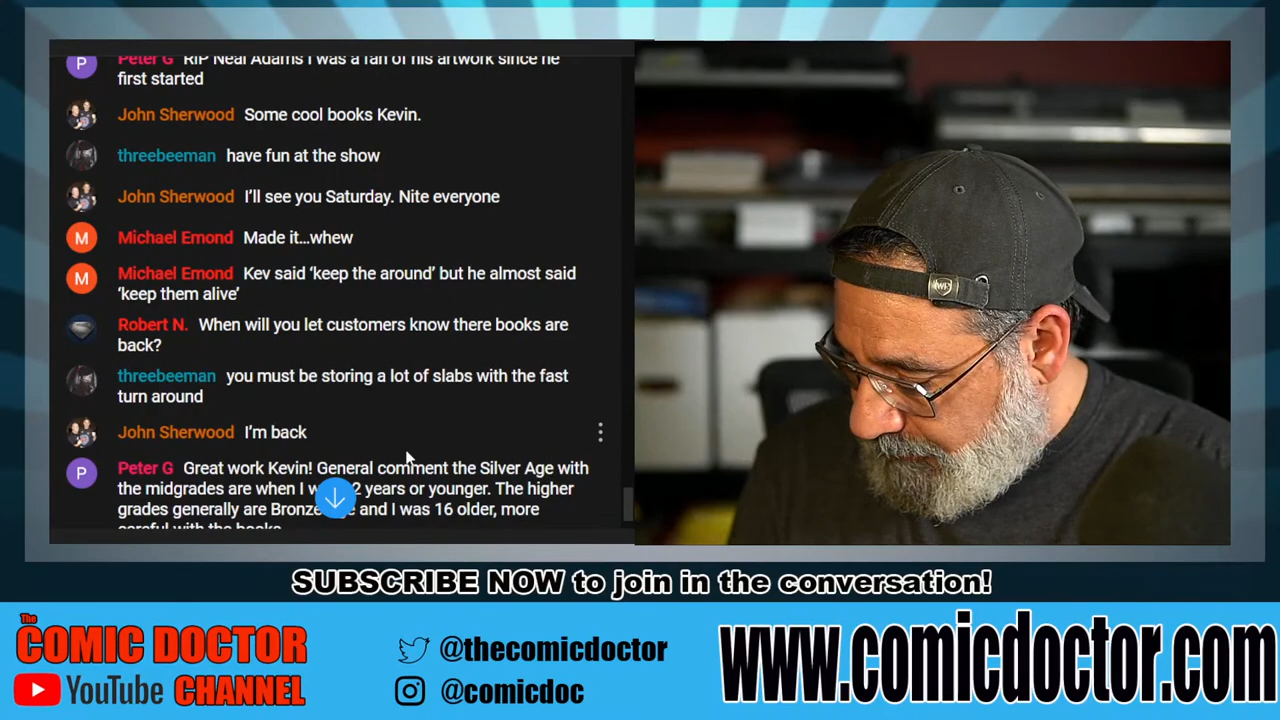 Peter G RIP Neal Adams I was a fan of his artwork since he
first started
John Sherwood Some cool books Kevin.
threebeeman have fun at the show
John Sherwood I'll see you Saturday. Nite everyone
Michael Emond Made it...whew
Michael Emond Kev said 'keep the around' but he almost said
'keep them alive'
Robert N. When will you let customers know there books are
back?
threebeeman you must be storing a lot of slabs with the fast
turn around
John Sherwood I'm back
Peter G Great work Kevin! General comment the Silver Age with
the midgrades are when I 2 years or younger. The higher
grades generally are and I was 16 older, more
careful with the books
SUBSCRIBE NOW to join in the conversation!
The
COMIC DOCTOR
YouTube CHANNEL
@thecomicdoctor
@comicdoc
www.comicdoctor.com